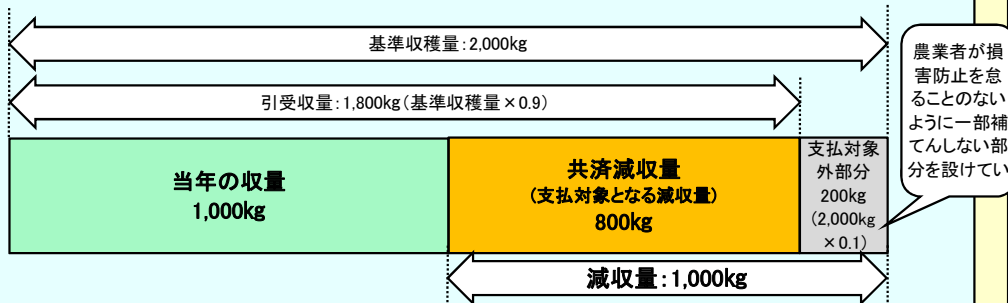 基準収穫量：2,000kg
引受収量：1,800kg（基準収穫量×0.9）
当年の収量
1,000kg
共済減収量
（支払対象となる減収量）
800kg
支払対象
外部分
200kg
（2,000kg
×0.1）
農業者が損
害防止を怠
ることのない
ように一部補
てんしない部
分を設けてい
減収量：1,000kg